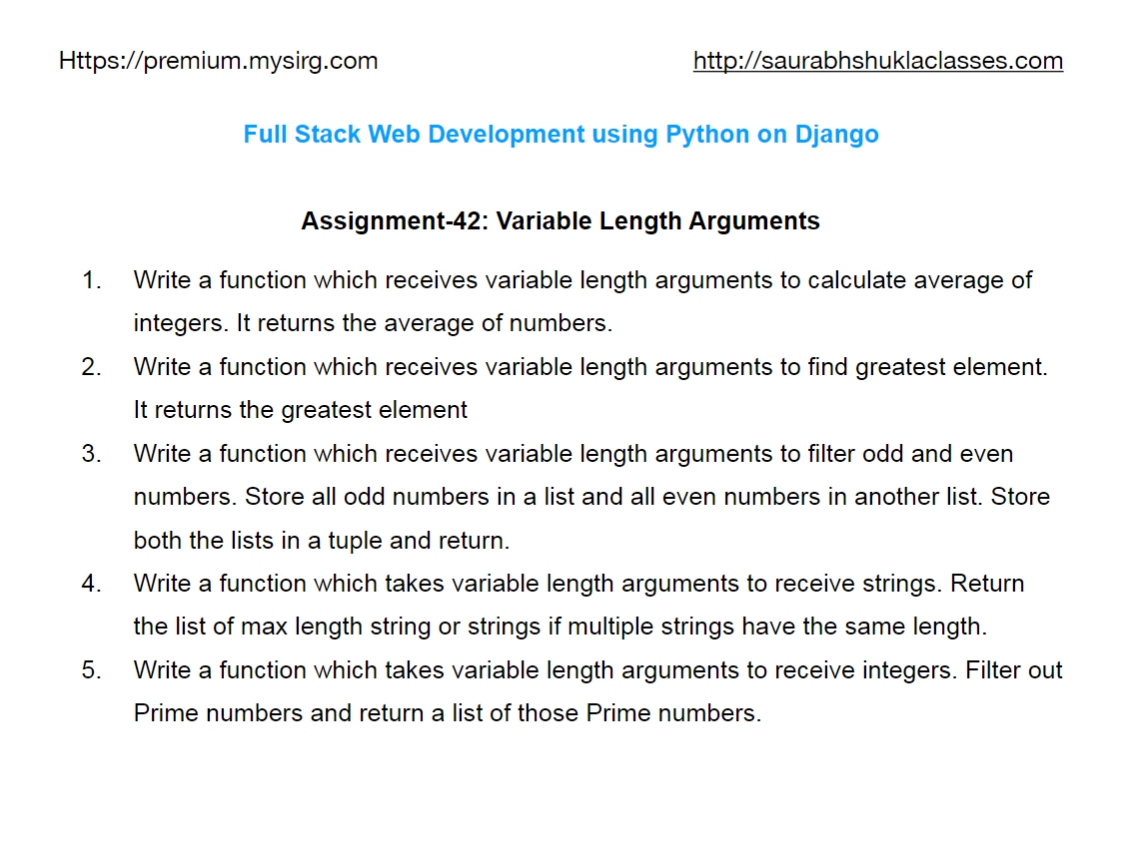 Https://premium.mysirg.com http://saurabhshuklaclasses.com
Full Stack Web Development using Python on Django
Assignment-42: Variable Length Arguments
1. Write a function which receives variable length arguments to calculate average of
integers. It returns the average of numbers.
2. Write a function which receives variable length arguments to find greatest element.
It returns the greatest element
3. Write a function which receives variable length arguments to filter odd and even
numbers. Store all odd numbers in a list and all even numbers in another list. Store
both the lists in a tuple and return.
4. Write a function which takes variable length arguments to receive strings. Return
the list of max length string or strings if multiple strings have the same length.
5. Write a function which takes variable length arguments to receive integers. Filter out
Prime numbers and return a list of those Prime numbers.